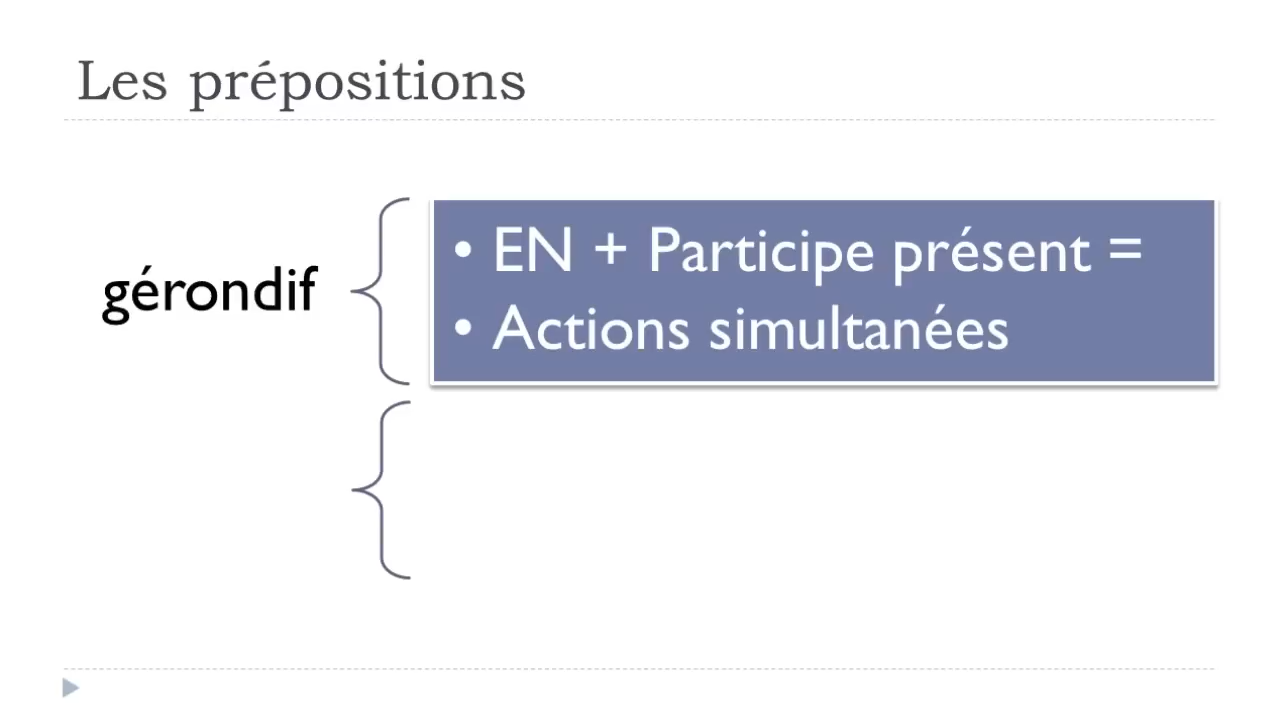 Les prépositions
gérondif
• EN + Participe présent =
• Actions simultanées